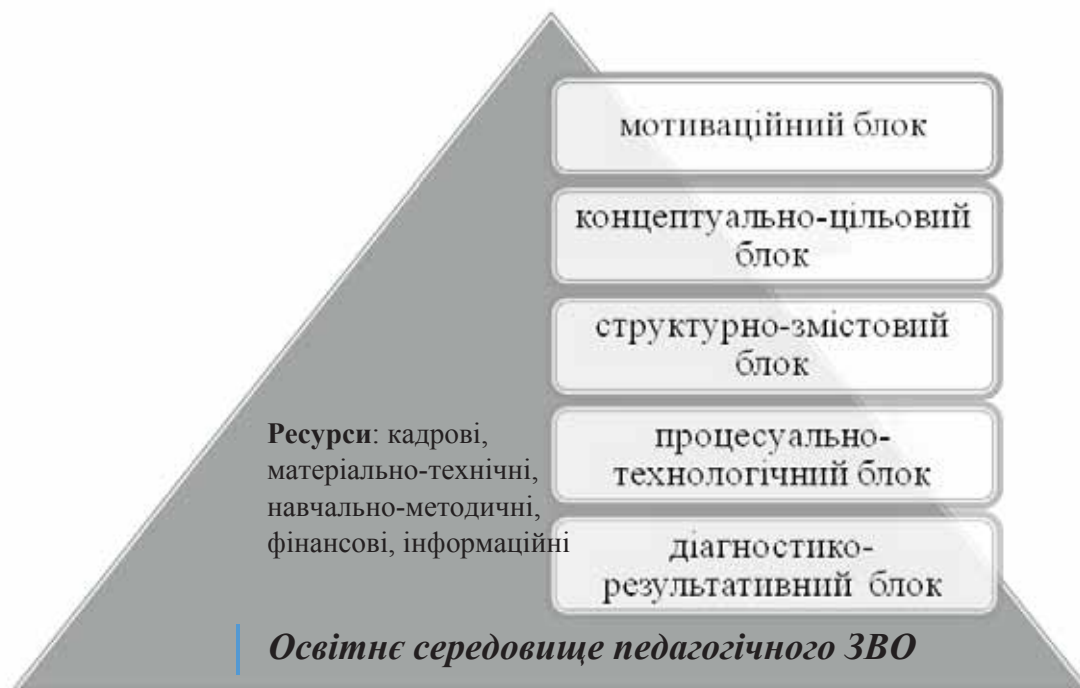 мотиваційний блок
концептуально-цільовий
блок
структурно-змістовий
блок
процесуально-
технологічний блок
діагностико-
результативний блок
Ресурси: кадрові,
матеріально-технічні,
навчально-методичні,
фінансові, інформаційні
Освітнє середовище педагогічного ЗВО